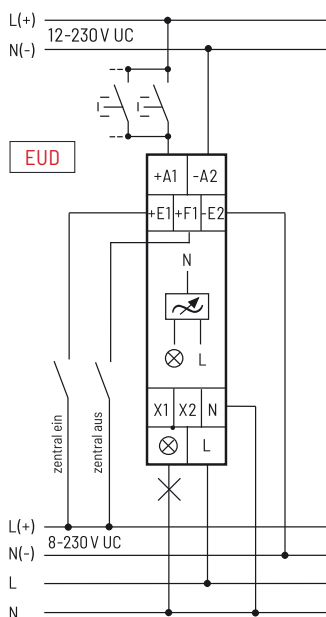 L(+)
12-230 V UC
N(-)
EUD
+A1 -A2
+E1 +F1 -E2
N
L
X1 X2 N
L
zentral ein
zentral aus
L(+)
8-230 V UC
N(-)
L
N